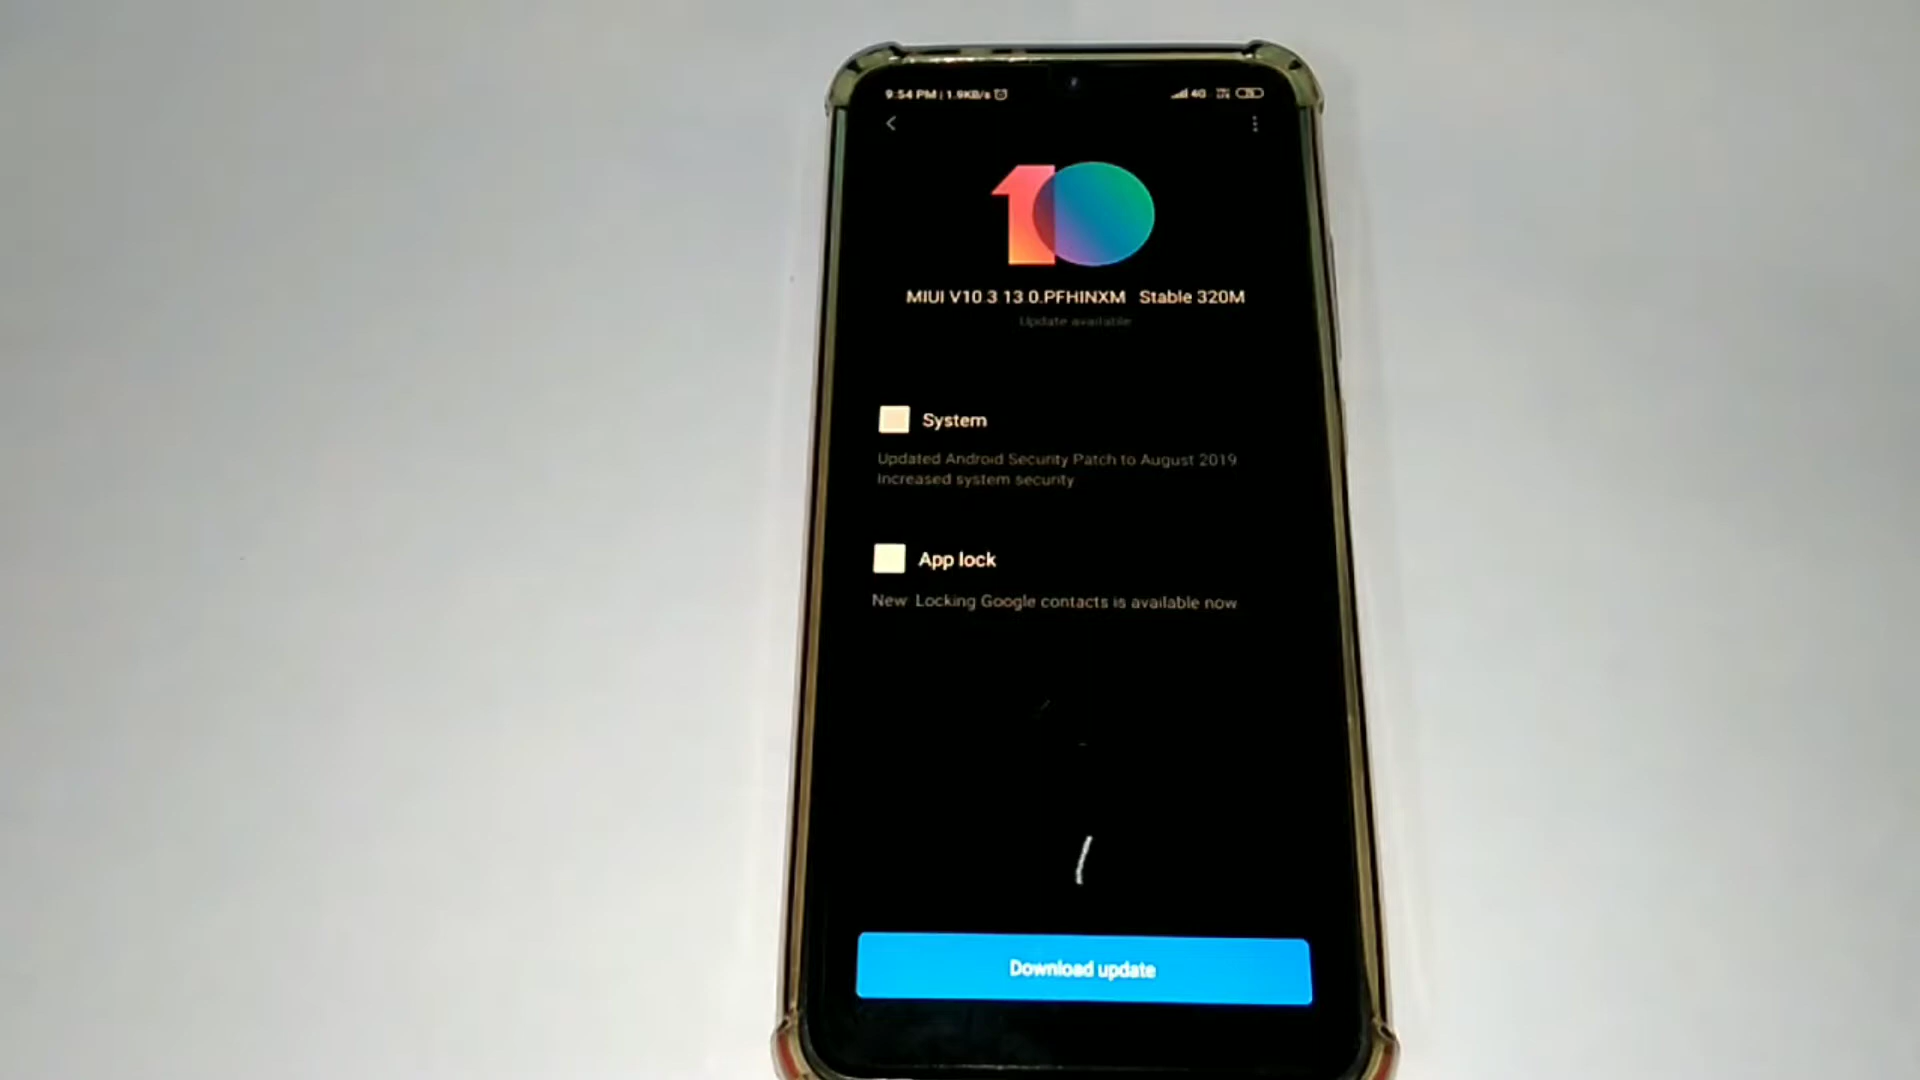 9:54 PM | 1.9KB/s
4G
10
MIUI V10 3 13 0.PFHINXM Stable 320M
Update available
System
Updated Android Security Patch to August 2019
Increased system security
App lock
New Locking Google contacts is available now
Download update